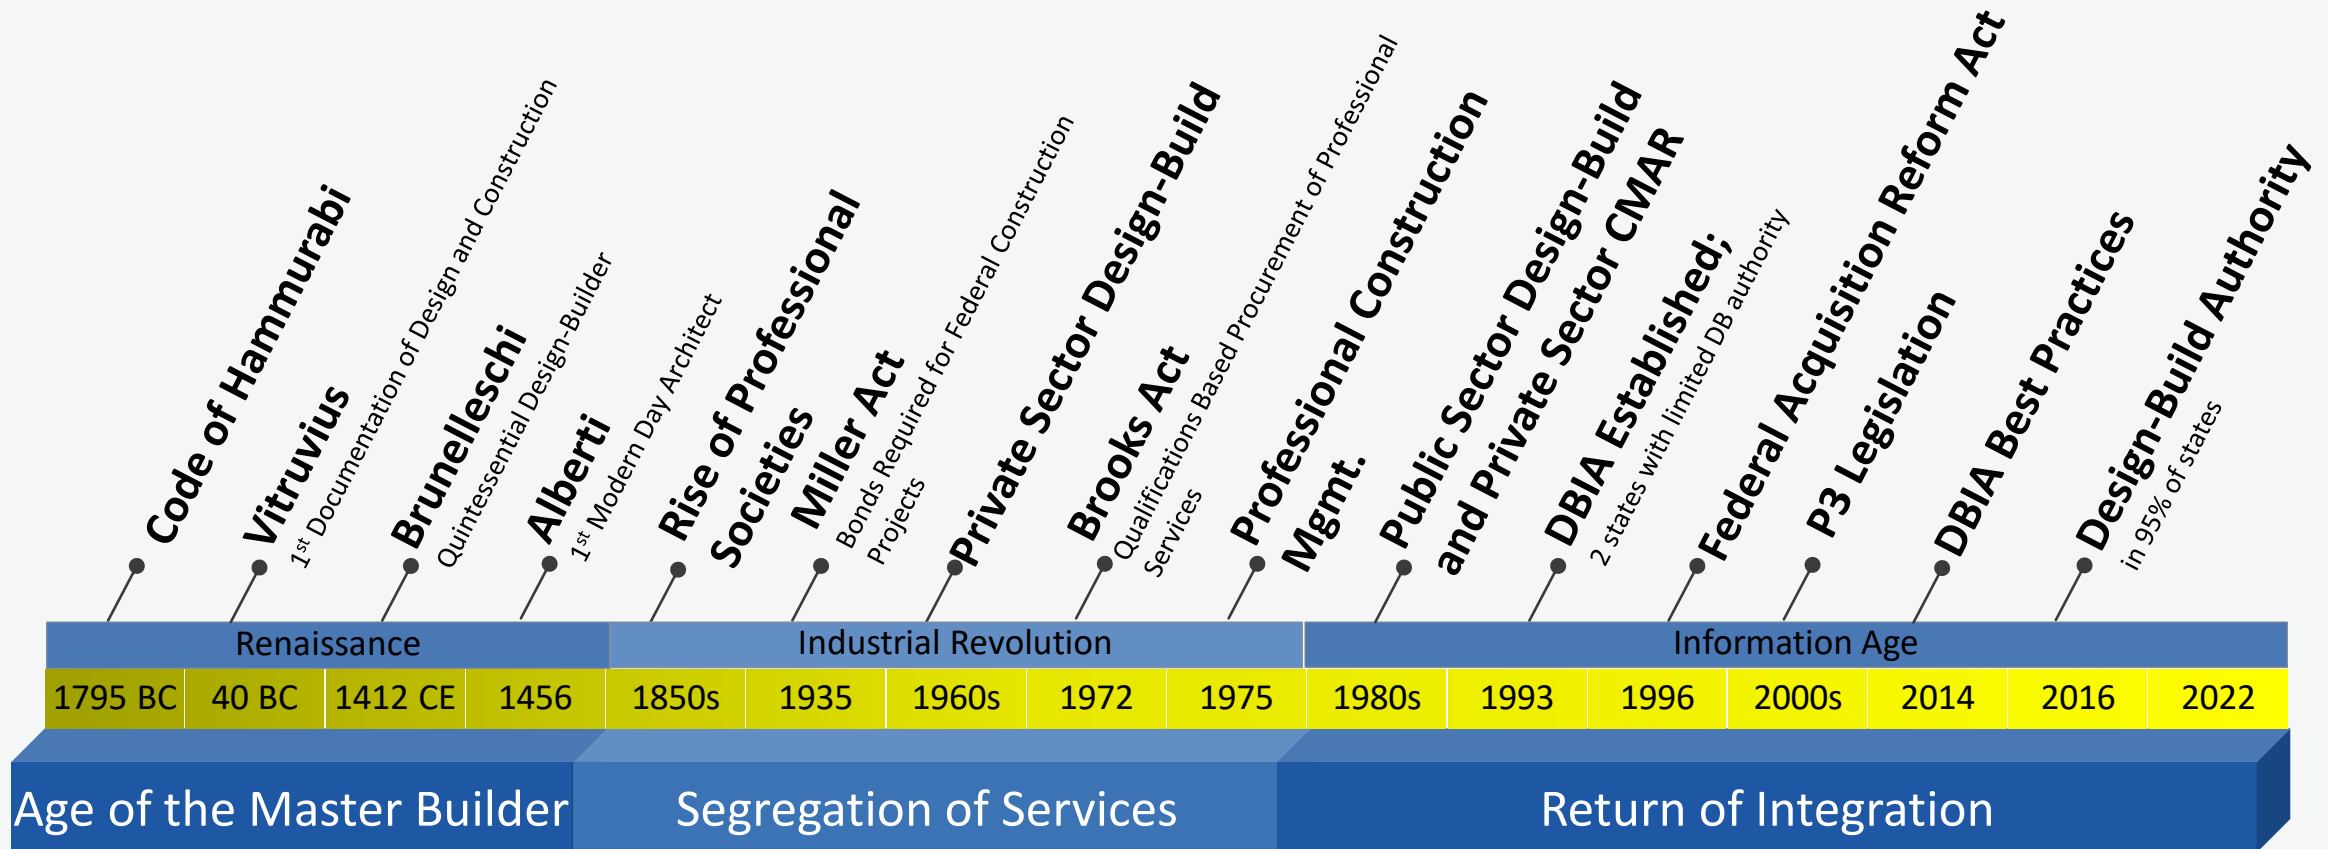 Code of Hammurabi
Vitruvius
1st Documentation of Design and Construction
Brunelleschi
Quintessential Design-Builder
Alberti
1st Modern Day Architect
Rise of Professional
Societies
Miller Act
Bonds Required for Federal Construction
Projects
Private Sector Design-Build
Brooks Act
Qualifications Based Procurement of Professional
Services
Professional Construction
Mgmt.
Public Sector Design-Build
and Private Sector CMAR
DBIA Established;
2 states with limited DB authority
Federal Acquisition Reform Act
P3 Legislation
DBIA Best Practices
Design-Build Authority
in 95% of states
Renaissance Industrial Revolution Information Age
1795 BC 40 BC 1412 CE 1456 1850s 1935 1960s 1972 1975 1980s 1993 1996 2000s 2014 2016 2022
Age of the Master Builder Segregation of Services Return of Integration